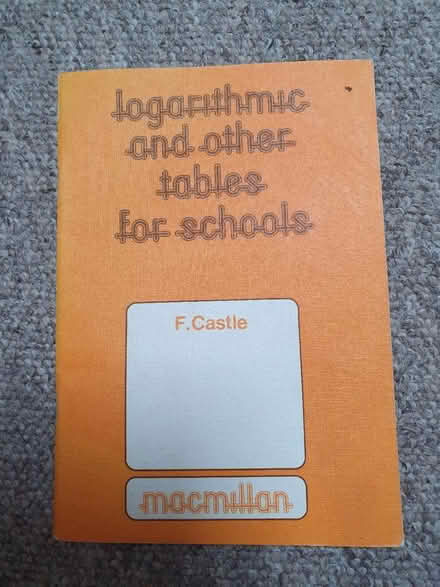 logarithmic
and other
tables
for schools
F.Castle
macmillan